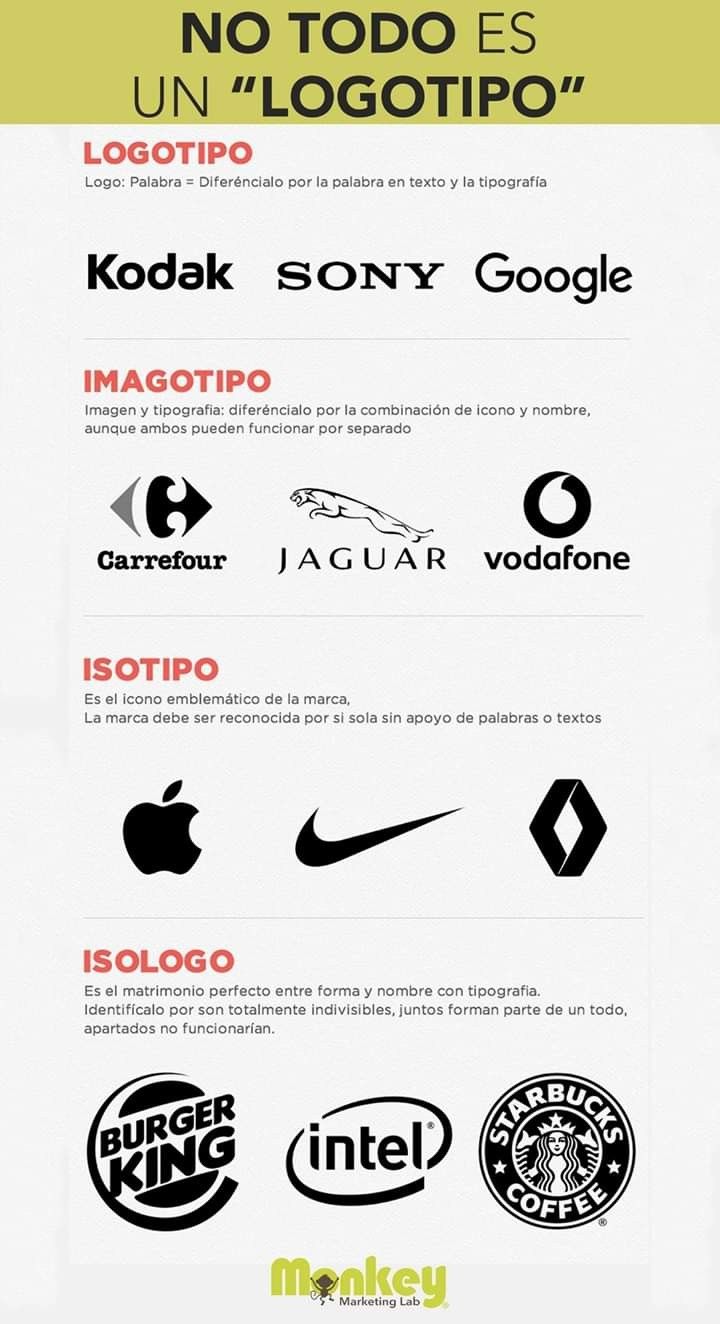 NO TODO ES
UN “LOGOTIPO”
LOGOTIPO
Logo: Palabra = Diferéncialo por la palabra en texto y la tipografía
Kodak SONY Google
IMAGOTIPO
Imagen y tipografia: diferéncialo por la combinación de icono y nombre,
aunque ambos pueden funcionar por separado
Carrefour JAGUAR vodafone
ISOTIPO
Es el icono emblemático de la marca,
La marca debe ser reconocida por si sola sin apoyo de palabras o textos
ISOLOGO
Es el matrimonio perfecto entre forma y nombre con tipografia.
Identifícalo por son totalmente indivisibles, juntos forman parte de un todo,
apartados no funcionarían.
BURGER
KING
intel®
STARBUCKS
COFFEE
®
Monkey
Marketing Lab®